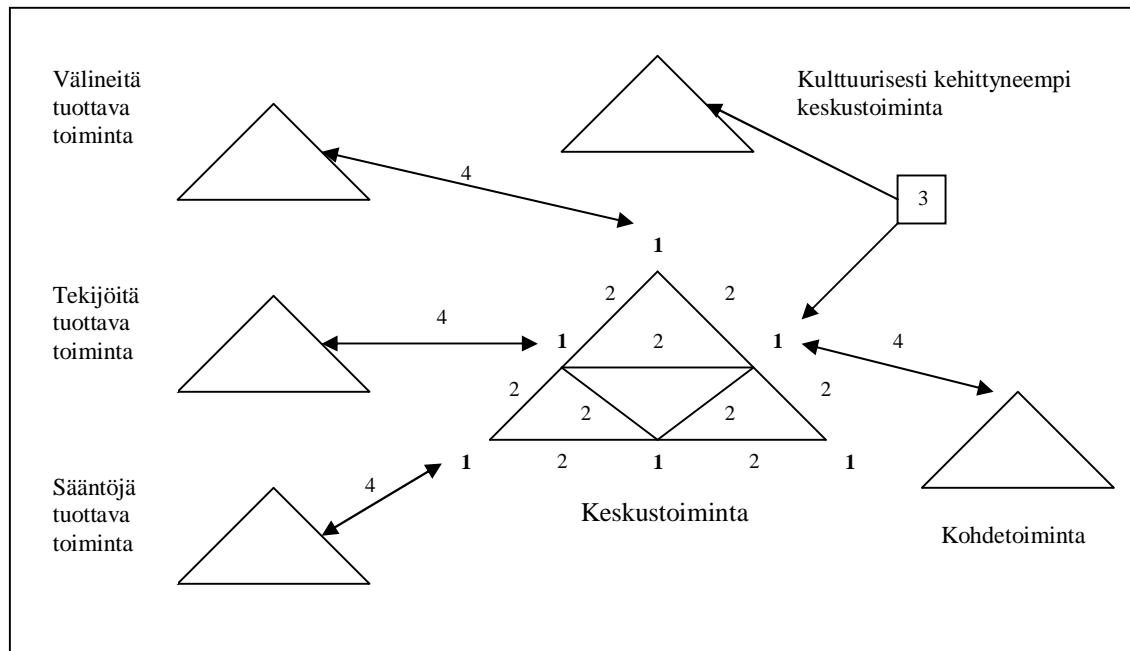 Välineitä
tuottava
toiminta
Kulttuurisesti kehittyneempi
keskustoiminta
4
3
1
2
2
Tekijöitä
tuottava
toiminta
4
1
2
1
4
2
2
2
2
1
2
1
2
1
Sääntöjä
tuottava
toiminta
4
Keskustoiminta
Kohdetoiminta